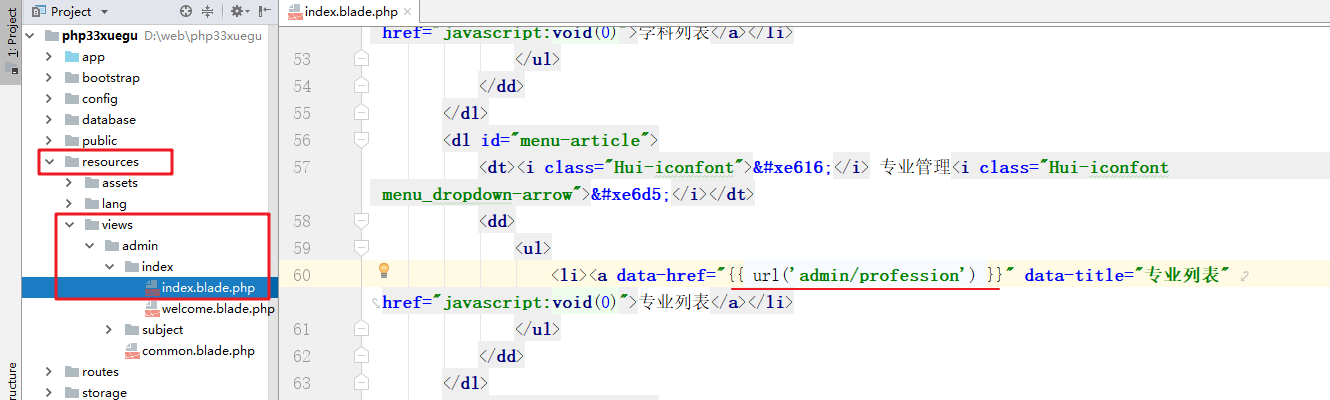 1: Project
ructure
Project
php33xuegu D:\web\php33xuegu
app
bootstrap
config
database
public
resources
assets
lang
views
admin
index
index.blade.php
welcome.blade.php
subject
common.blade.php
routes
storage
index.blade.php
href="javascript:void(0)">学科列表</a></li>
53 </ul>
54 </dd>
55 </dl>
56 <dl id="menu-article">
57 <dt><i class="Hui-iconfont">&#xe616;</i> 专业管理<i class="Hui-iconfont
menu_dropdown-arrow">&#xe6d5;</i></dt>
58 <dd>
59 <ul>
60 <li><a data-href="{{ url('admin/profession') }}" data-title="专业列表"
href="javascript:void(0)">专业列表</a></li>
61 </ul>
62 </dd>
63 </dl>